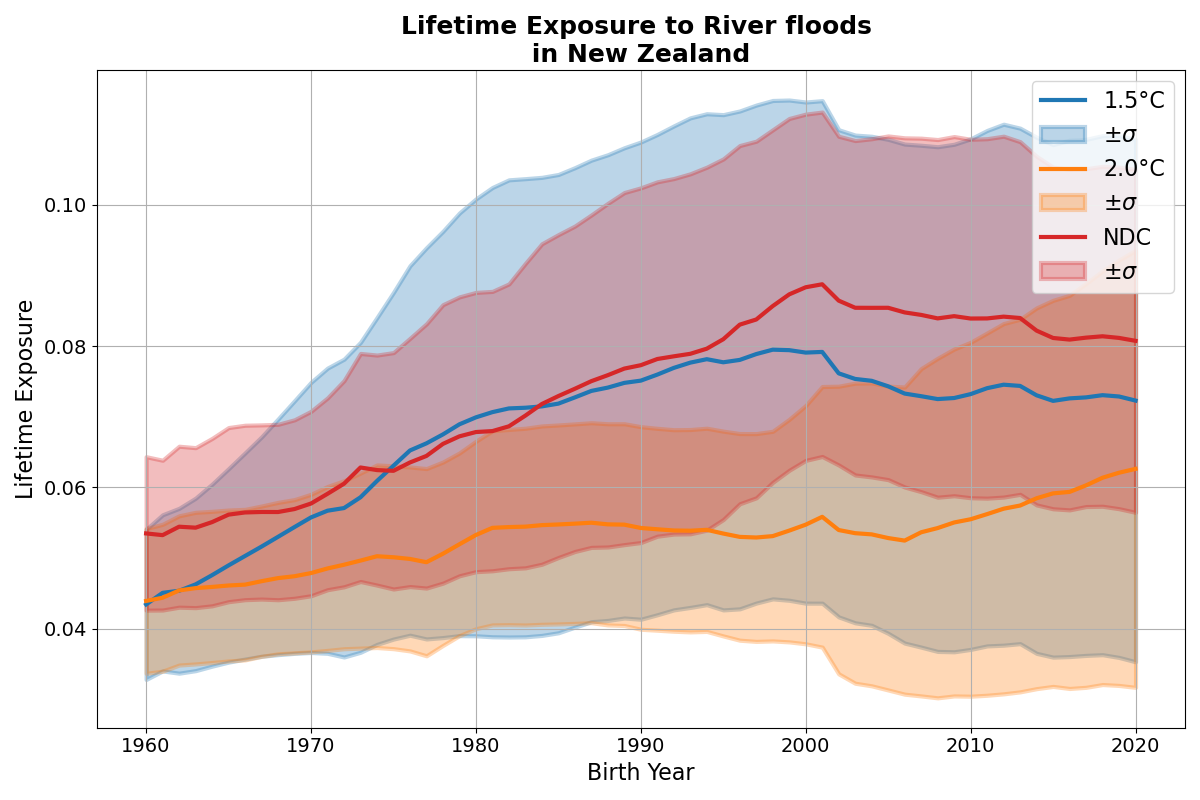 Lifetime Exposure to River floods
in New Zealand
1.5°C
±σ
2.0°C
±σ
NDC
±σ
Lifetime Exposure
0.10
0.08
0.06
0.04
1960
1970
1980
1990
2000
2010
2020
Birth Year